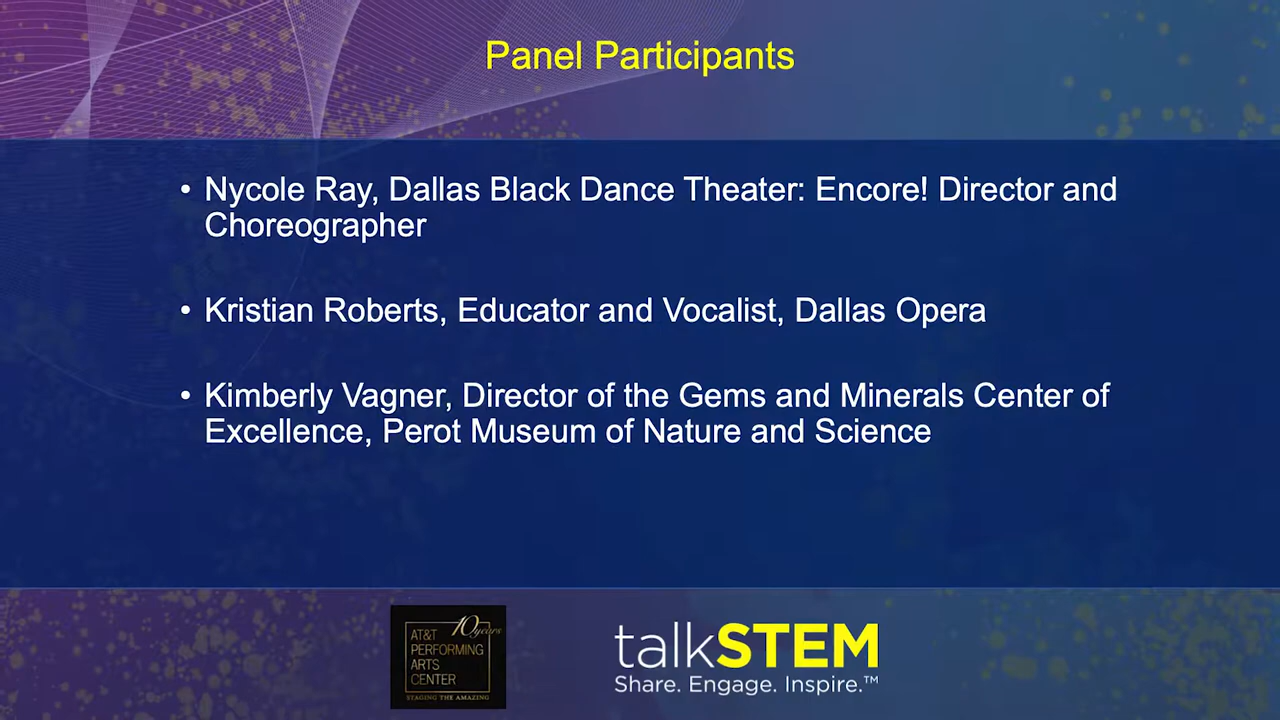 Panel Participants
• Nycole Ray, Dallas Black Dance Theater: Encore! Director and
Choreographer
• Kristian Roberts, Educator and Vocalist, Dallas Opera
• Kimberly Vagner, Director of the Gems and Minerals Center of
Excellence, Perot Museum of Nature and Science
10 years
AT&T
PERFORMING
ARTS
CENTER
STAGING THE AMAZING
talkSTEM
Share. Engage. Inspire.™